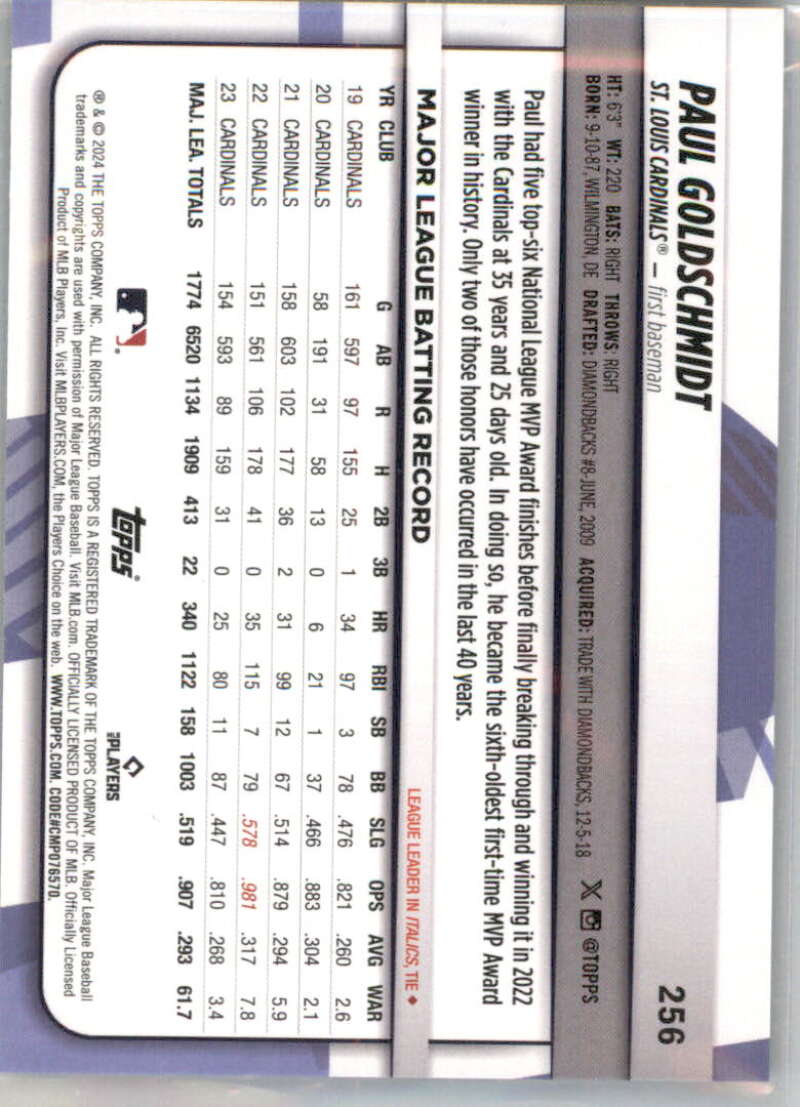 PAUL GOLDSCHMIDT 256
ST. LOUIS CARDINALS® — first baseman
HT: 6'3" WT: 220 BATS: RIGHT THROWS: RIGHT
BORN: 9-10-87, WILMINGTON, DE DRAFTED: DIAMONDBACKS #8-JUNE, 2009 ACQUIRED: TRADE WITH DIAMONDBACKS, 12-5-18 @TOPPS
Paul had five top-six National League MVP Award finishes before finally breaking through and winning it in 2022
with the Cardinals at 35 years and 25 days old. In doing so, he became the sixth-oldest first-time MVP Award
winner in history. Only two of those honors have occurred in the last 40 years.
MAJOR LEAGUE BATTING RECORD LEAGUE LEADER IN ITALICS, TIE ♦
YR CLUB G AB R H 2B 3B HR RBI SB BB SLG OPS AVG WAR
19 CARDINALS 161 597 97 155 25 1 34 97 3 78 .476 .821 .260 2.6
20 CARDINALS 58 191 31 58 13 0 6 21 1 37 .466 .883 .304 2.1
21 CARDINALS 158 603 102 177 36 2 31 99 12 67 .514 .879 .294 5.9
22 CARDINALS 151 561 106 178 41 0 35 115 7 79 .578 .981 .317 7.8
23 CARDINALS 154 593 89 159 31 0 25 80 11 87 .447 .810 .268 3.4
MAJ. LEA. TOTALS 1774 6520 1134 1909 413 22 340 1122 158 1003 .519 .907 .293 61.7
topps®
MLB PLAYERS
® & © 2024 THE TOPPS COMPANY, INC. ALL RIGHTS RESERVED. TOPPS IS A REGISTERED TRADEMARK OF THE TOPPS COMPANY, INC. Major League Baseball
trademarks and copyrights are used with permission of Major League Baseball. Visit MLB.com. OFFICIALLY LICENSED PRODUCT OF MLB. Officially Licensed
Product of MLB Players, Inc. Visit MLBPLAYERS.COM, the Players Choice on the web. WWW.TOPPS.COM. CODE#CMP076570.